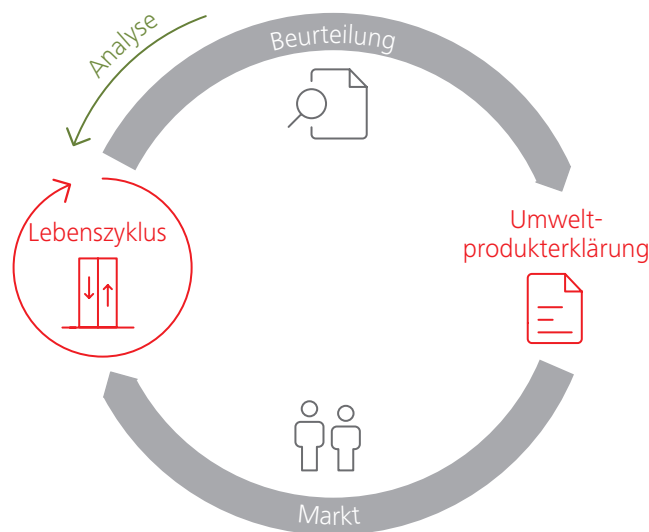 Analyse
Beurteilung
Lebenszyklus
Umwelt-
produkterklärung
Markt